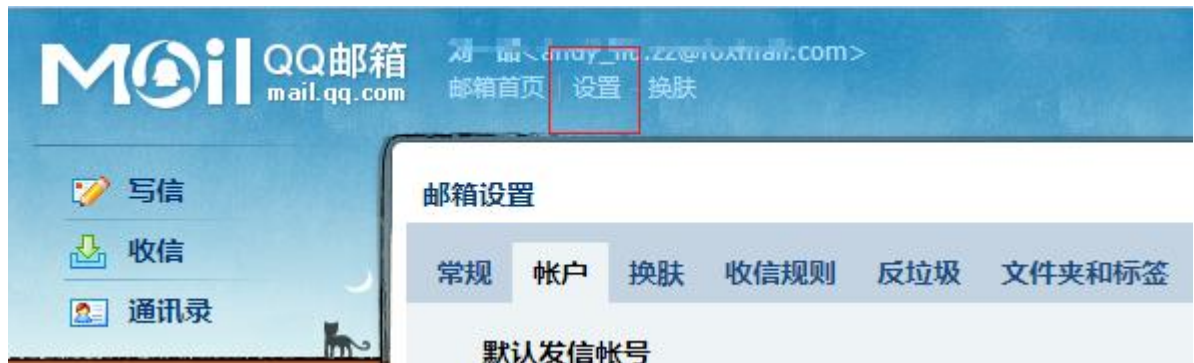 MOil QQ邮箱
mail.qq.com
邮箱首页 | 设置 - 换肤
写信
收信
通讯录
邮箱设置
常规 帐户 换肤 收信规则 反垃圾 文件夹和标签
默认发信帐号